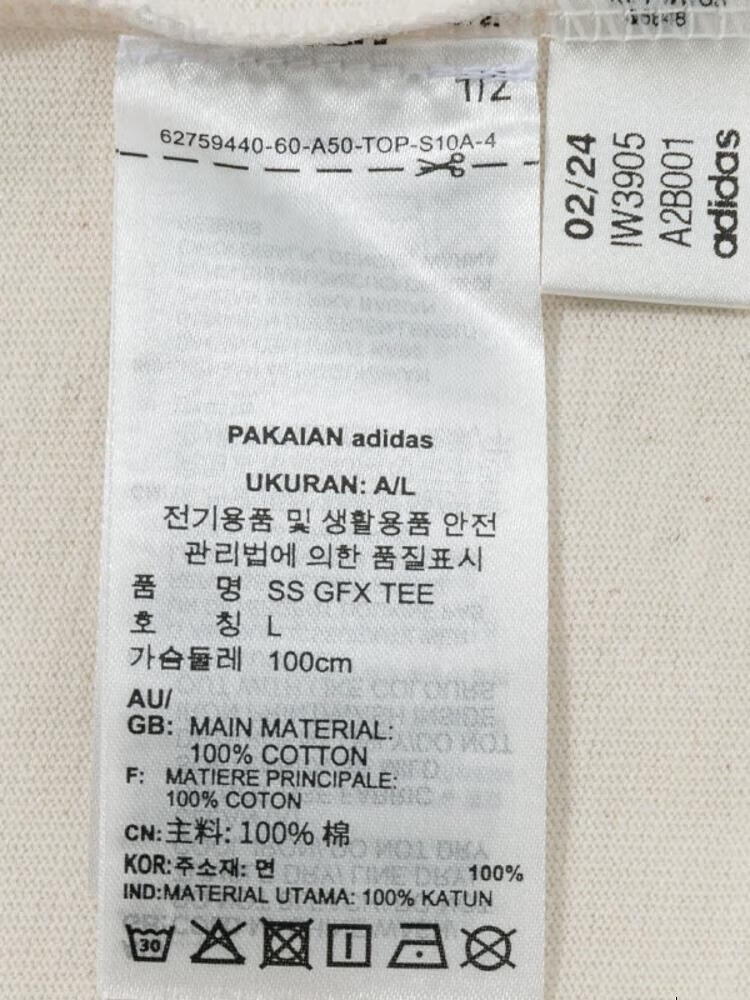 1/2
62759440-60-A50-TOP-S10A-4
PAKAIAN adidas
UKURAN: A/L
전기용품 및 생활용품 안전
관리법에 의한 품질표시
품 명 SS GFX TEE
호 칭 L
가슴둘레 100cm
AU/
GB: MAIN MATERIAL:
100% COTTON
F: MATIERE PRINCIPALE:
100% COTON
CN:主料: 100% 棉
KOR:주소재: 면 100%
IND:MATERIAL UTAMA: 100% KATUN
30
02/24
IW3905
A2B001
adidas